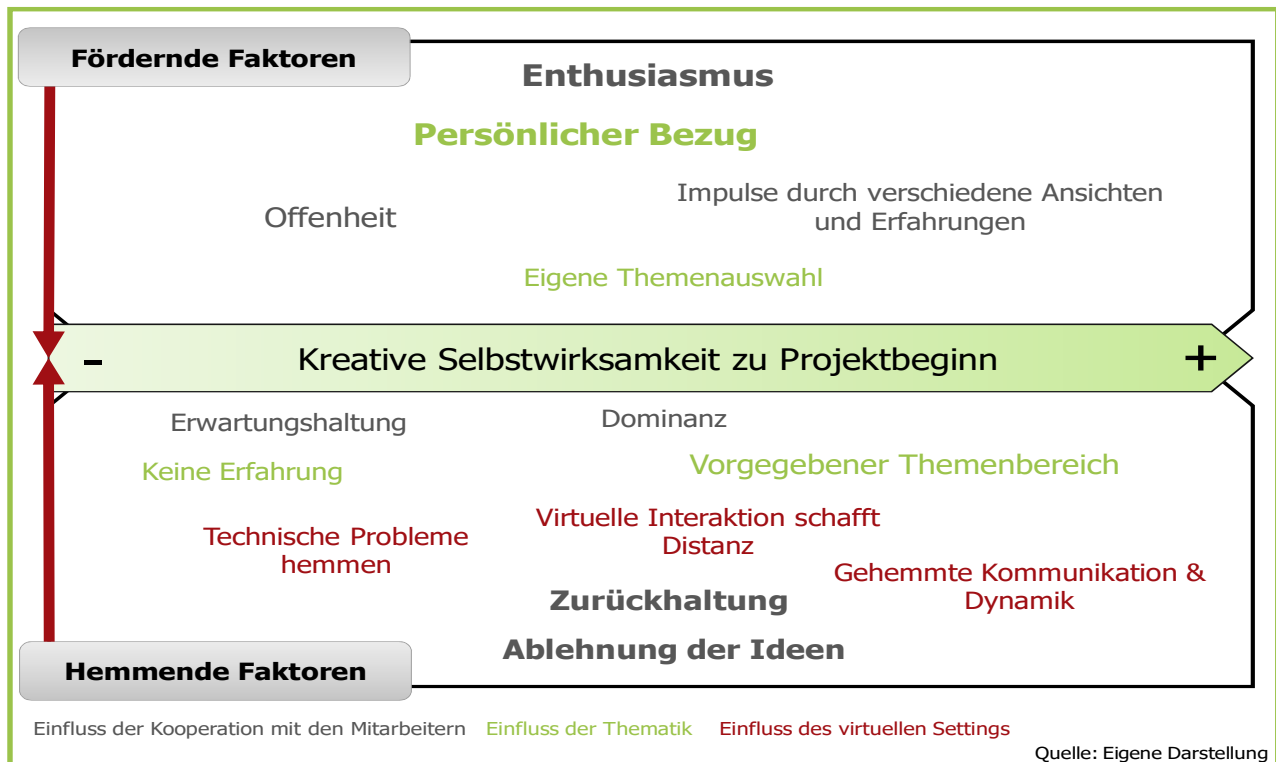 Fördernde Faktoren
Enthusiasmus
Persönlicher Bezug
Offenheit
Impulse durch verschiedene Ansichten
und Erfahrungen
Eigene Themenauswahl
- Kreative Selbstwirksamkeit zu Projektbeginn +
Erwartungshaltung
Dominanz
Keine Erfahrung
Vorgegebener Themenbereich
Technische Probleme
hemmen
Virtuelle Interaktion schafft
Distanz
Gehemmte Kommunikation &
Dynamik
Zurückhaltung
Ablehnung der Ideen
Hemmende Faktoren
Einfluss der Kooperation mit den Mitarbeitern Einfluss der Thematik Einfluss des virtuellen Settings
Quelle: Eigene Darstellung